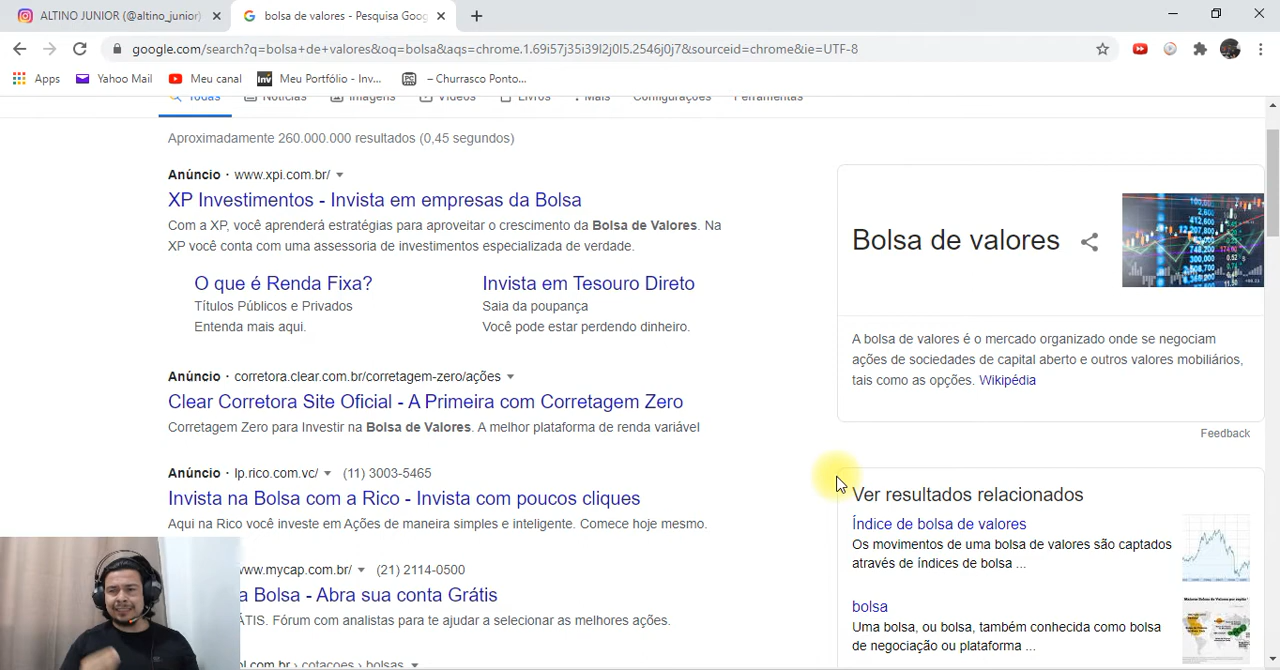 ALTINO JUNIOR (@altino_junior)
bolsa de valores - Pesquisa Goog
google.com/search?q=bolsa+de+valores&oq=bolsa&aqs=chrome.1.69i57j35i39l2j0l5.2546j0j7&sourceid=chrome&ie=UTF-8
Apps Yahoo Mail Meu canal Meu Portfólio - Inv... – Churrasco Ponto...
Todas Notícias Imagens Vídeos Livros Mais Configurações Ferramentas
Aproximadamente 260.000.000 resultados (0,45 segundos)
Anúncio · www.xpi.com.br/
XP Investimentos - Invista em empresas da Bolsa
Com a XP, você aprenderá estratégias para aproveitar o crescimento da Bolsa de Valores. Na
XP você conta com uma assessoria de investimentos especializada de verdade.
O que é Renda Fixa?
Títulos Públicos e Privados
Entenda mais aqui.
Invista em Tesouro Direto
Saia da poupança
Você pode estar perdendo dinheiro.
Anúncio · corretora.clear.com.br/corretagem-zero/ações
Clear Corretora Site Oficial - A Primeira com Corretagem Zero
Corretagem Zero para Investir na Bolsa de Valores. A melhor plataforma de renda variável
Anúncio · lp.rico.com.vc/ (11) 3003-5465
Invista na Bolsa com a Rico - Invista com poucos cliques
Aqui na Rico você investe em Ações de maneira simples e inteligente. Comece hoje mesmo.
www.mycap.com.br/ (21) 2114-0500
a Bolsa - Abra sua conta Grátis
ÁTIS. Fórum com analistas para te ajudar a selecionar as melhores ações.
ol.com.br › cotacoes › bolsas
Bolsa de valores
A bolsa de valores é o mercado organizado onde se negociam
ações de sociedades de capital aberto e outros valores mobiliários,
tais como as opções. Wikipédia
Feedback
Ver resultados relacionados
Índice de bolsa de valores
Os movimentos de uma bolsa de valores são captados
através de índices de bolsa ...
bolsa
Uma bolsa, ou bolsa, também conhecida como bolsa
de negociação ou plataforma ...